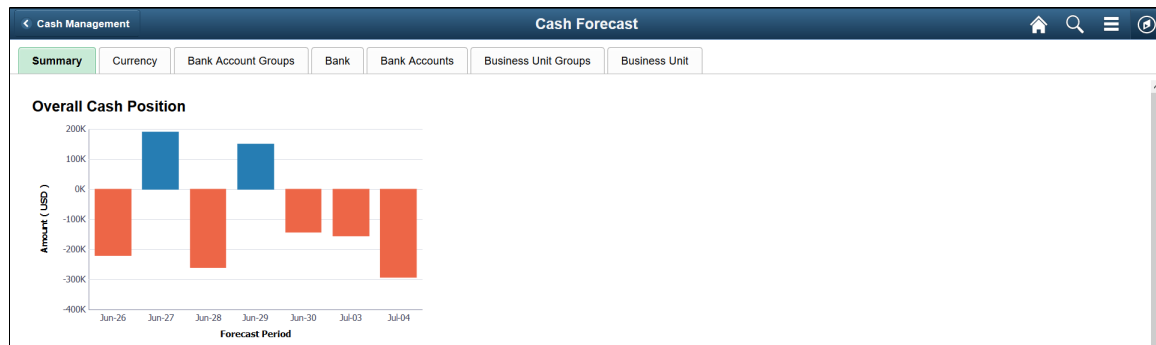 Cash Management
Cash Forecast
Summary
Currency
Bank Account Groups
Bank
Bank Accounts
Business Unit Groups
Business Unit
Overall Cash Position
200K
100K
0K
-100K
-200K
-300K
-400K
Amount ( USD )
Jun-26 Jun-27 Jun-28 Jun-29 Jun-30 Jul-03 Jul-04
Forecast Period